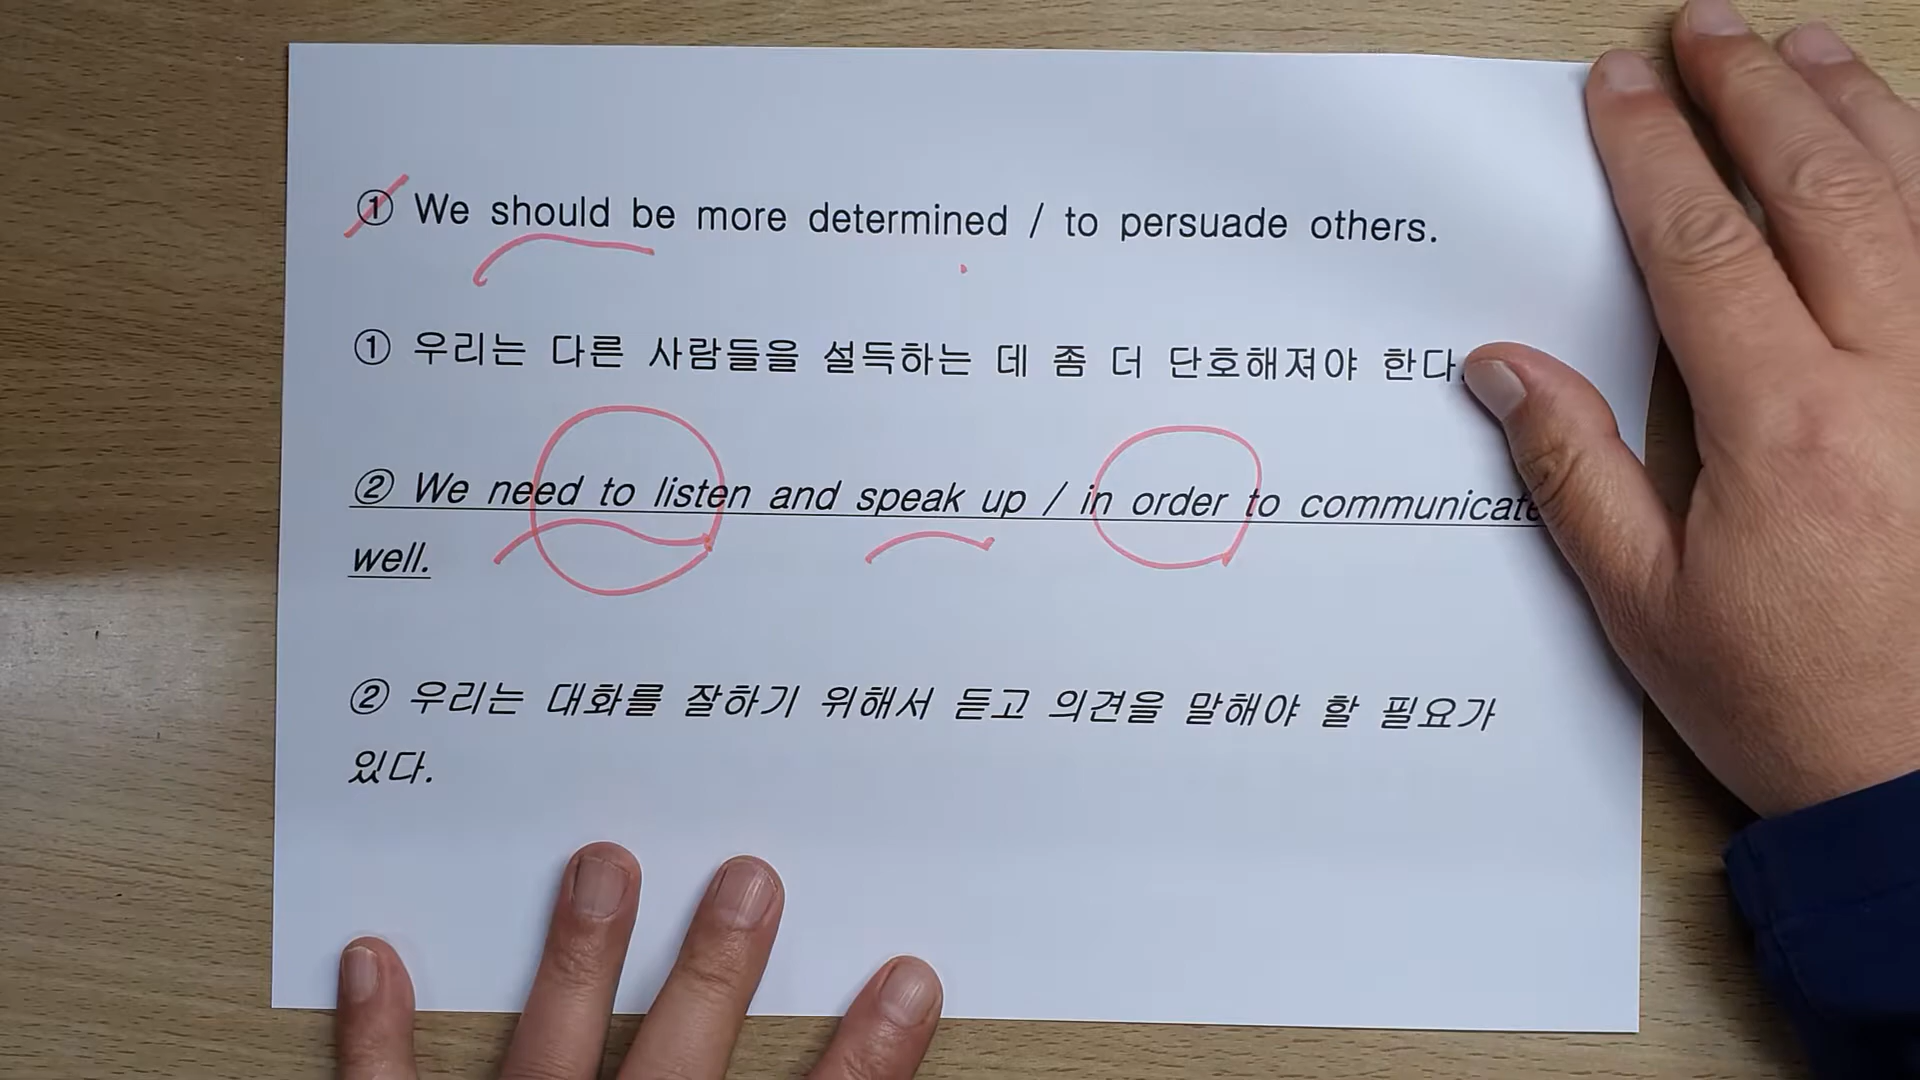 ① We should be more determined / to persuade others.
① 우리는 다른 사람들을 설득하는 데 좀 더 단호해져야 한다.
② We need to listen and speak up / in order to communicate
well.
② 우리는 대화를 잘하기 위해서 듣고 의견을 말해야 할 필요가
있다.